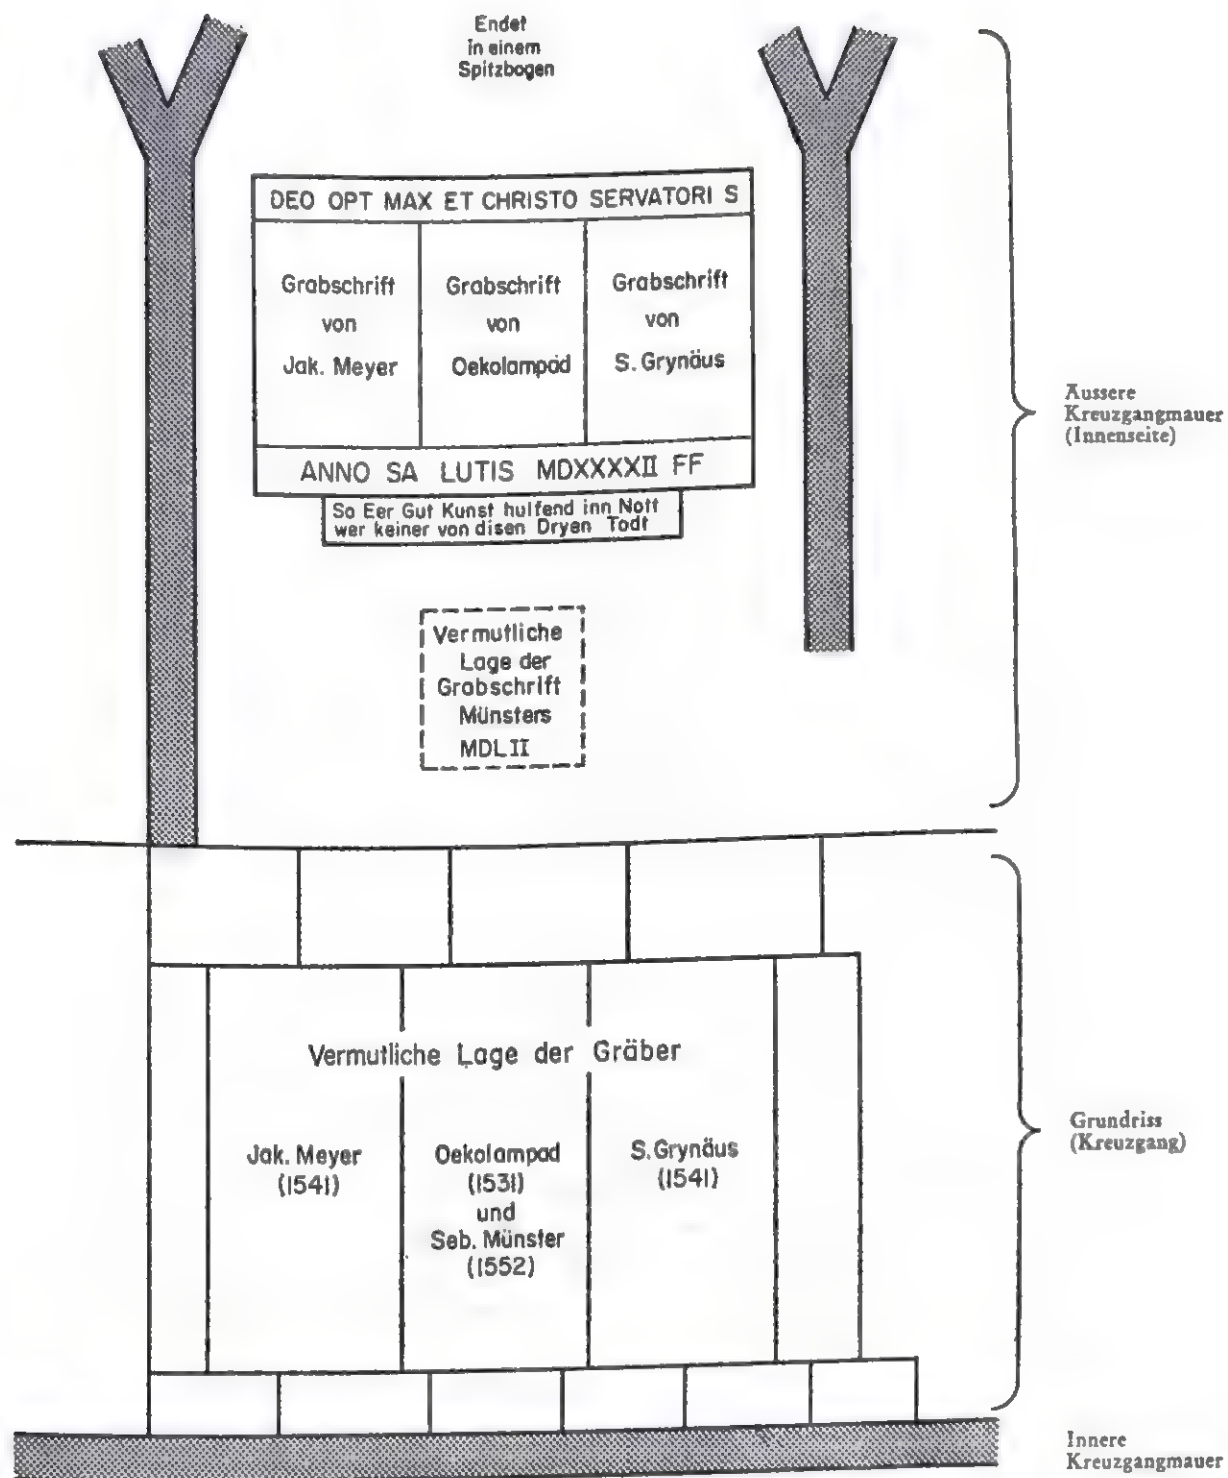 Endet
in einem
Spitzbogen
DEO OPT MAX ET CHRISTO SERVATORI S
Grabschrift
von
Jak. Meyer
Grabschrift
von
Oekolampad
Grabschrift
von
S. Grynäus
ANNO SA LUTIS MDXXXXII FF
So Eer Gut Kunst hulfend inn Nott
wer keiner von disen Dryen Todt
Äussere
Kreuzgangmauer
(Innenseite)
Vermutliche
Lage der
Grabschrift
Münsters
MDLII
Vermutliche Lage der Gräber
Jak. Meyer
(1541)
Oekolampad
(1531)
und
Seb. Münster
(1552)
S. Grynäus
(1541)
Grundriss
(Kreuzgang)
Innere
Kreuzgangmauer